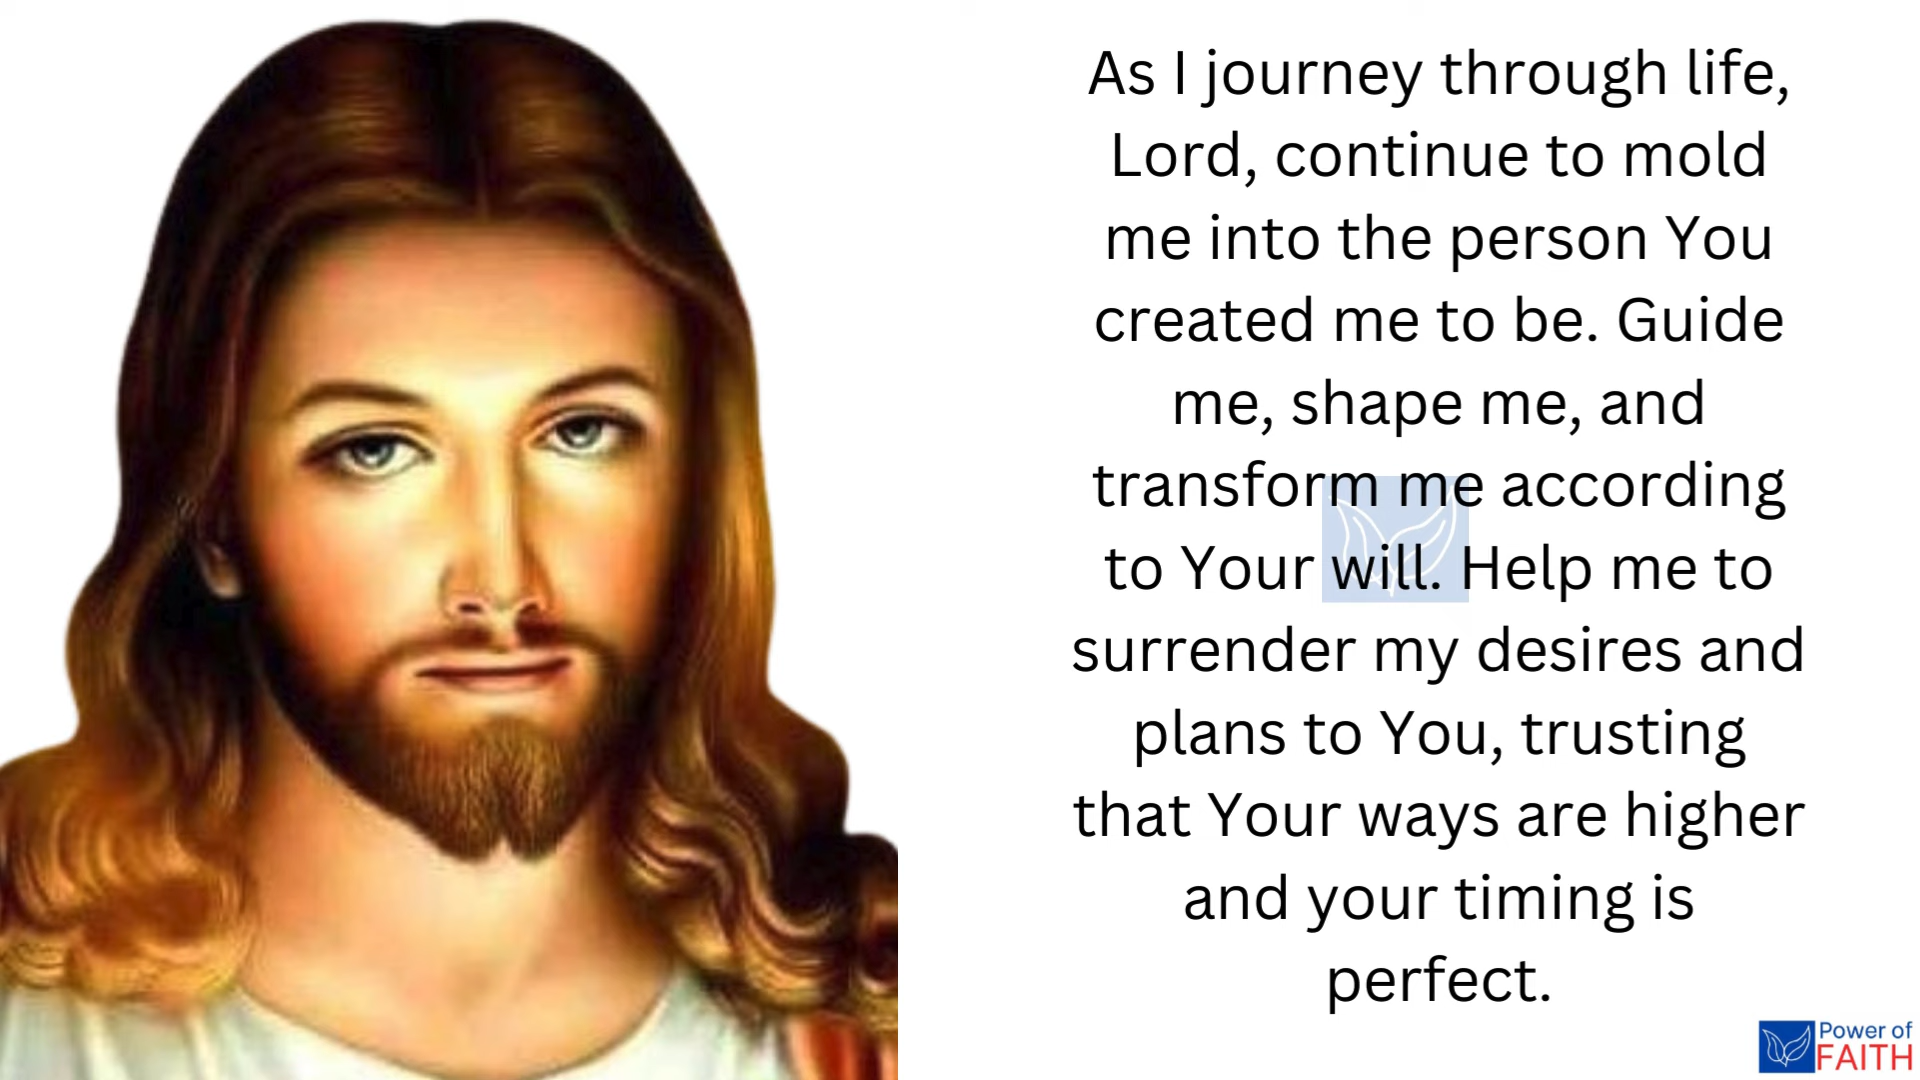 As I journey through life,
Lord, continue to mold
me into the person You
created me to be. Guide
me, shape me, and
transform me according
to Your will. Help me to
surrender my desires and
plans to You, trusting
that Your ways are higher
and your timing is
perfect.
Power of
FAITH